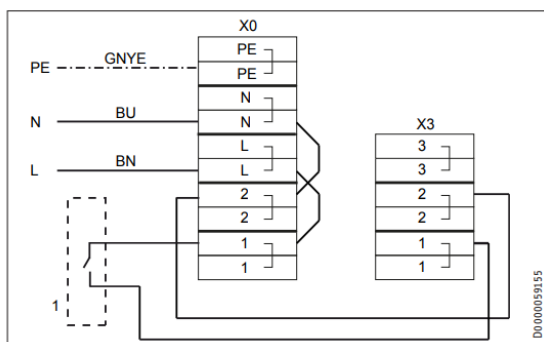 X0
PE
PE GNYE PE
N
N BU N
X3
L 3
L BN L 3
2 2
2 2
1 1
1 1
1
D0000059155